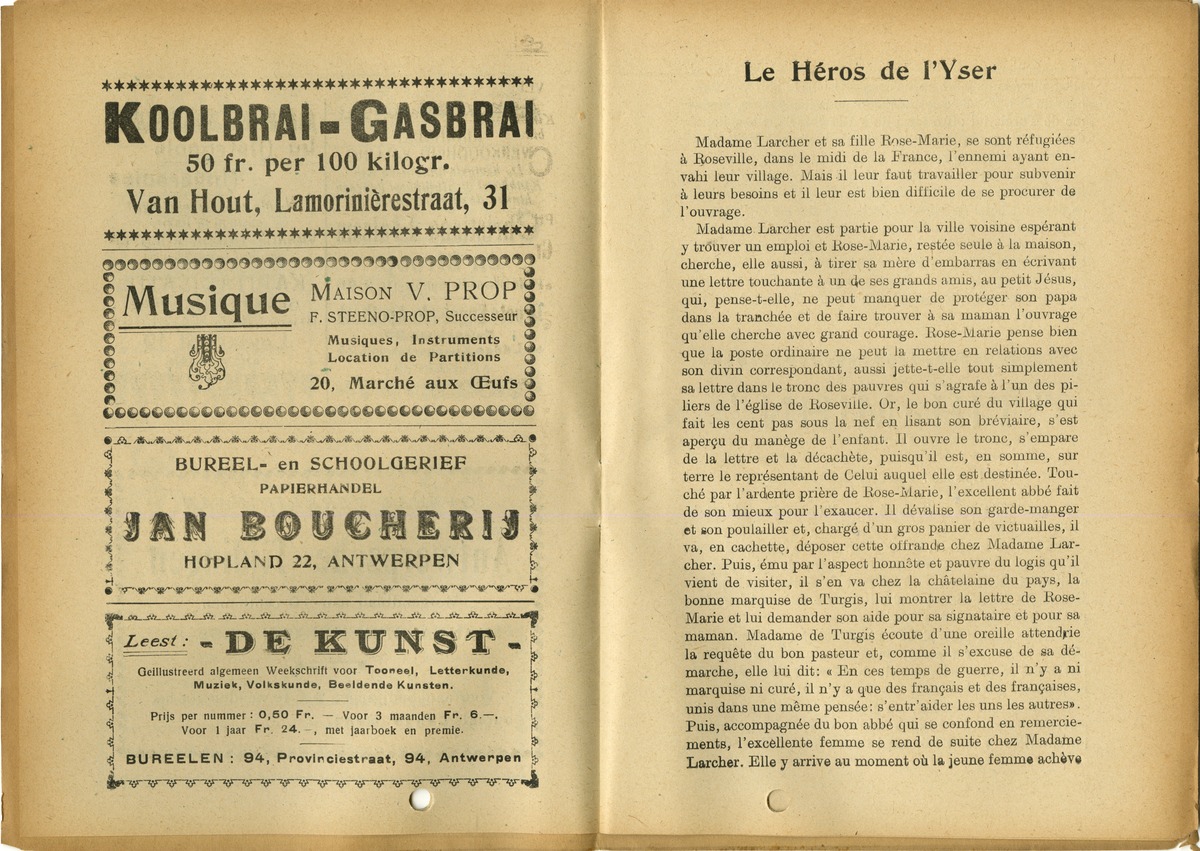 KOOLBRAI - GASBRAI
50 fr. per 100 kilogr.
Van Hout, Lamorinièrestraat, 31
Musique
MAISON V. PROP
F. STEENO-PROP, Successeur
Musiques, Instruments
Location de Partitions
20, Marché aux Œufs
BUREEL- en SCHOOLGERIEF
PAPIERHANDEL
JAN BOUCHERIJ
HOPLAND 22, ANTWERPEN
Leest: - DE KUNST -
Geïllustreerd algemeen Weekschrift voor Tooneel, Letterkunde,
Muziek, Volkskunde, Beeldende Kunsten.
Prijs per nummer: 0,50 Fr. — Voor 3 maanden Fr. 6.—.
Voor 1 jaar Fr. 24.-, met jaarboek en premie.
BUREELEN: 94, Provinciestraat, 94, Antwerpen
Le Héros de l'Yser
Madame Larcher et sa fille Rose-Marie, se sont réfugiées
à Roseville, dans le midi de la France, l'ennemi ayant en-
vahi leur village. Mais il leur faut travailler pour subvenir
à leurs besoins et il leur est bien difficile de se procurer de
l'ouvrage.
Madame Larcher est partie pour la ville voisine espérant
y trouver un emploi et Rose-Marie, restée seule à la maison,
cherche, elle aussi, à tirer sa mère d'embarras en écrivant
une lettre touchante à un de ses grands amis, au petit Jésus,
qui, pense-t-elle, ne peut manquer de protéger son papa
dans la tranchée et de faire trouver à sa maman l'ouvrage
qu'elle cherche avec grand courage. Rose-Marie pense bien
que la poste ordinaire ne peut la mettre en relations avec
son divin correspondant, aussi jette-t-elle tout simplement
sa lettre dans le tronc des pauvres qui s'agrafe à l'un des pi-
liers de l'église de Roseville. Or, le bon curé du village qui
fait les cent pas sous la nef en lisant son bréviaire, s'est
aperçu du manège de l'enfant. Il ouvre le tronc, s'empare
de la lettre et la décachète, puisqu'il est, en somme, sur
terre le représentant de Celui auquel elle est destinée. Tou-
ché par l'ardente prière de Rose-Marie, l'excellent abbé fait
de son mieux pour l'exaucer. Il dévalise son garde-manger
et son poulailler et, chargé d'un gros panier de victuailles, il
va, en cachette, déposer cette offrande chez Madame Lar-
cher. Puis, ému par l'aspect honnête et pauvre du logis qu'il
vient de visiter, il s'en va chez la châtelaine du pays, la
bonne marquise de Turgis, lui montrer la lettre de Rose-
Marie et lui demander son aide pour sa signataire et pour sa
maman. Madame de Turgis écoute d'une oreille attendrie
la requête du bon pasteur et, comme il s'excuse de sa dé-
marche, elle lui dit: « En ces temps de guerre, il n'y a ni
marquise ni curé, il n'y a que des français et des françaises,
unis dans une même pensée: s'entr'aider les uns les autres».
Puis, accompagnée du bon abbé qui se confond en remercie-
ments, l'excellente femme se rend de suite chez Madame
Larcher. Elle y arrive au moment où la jeune femme achève